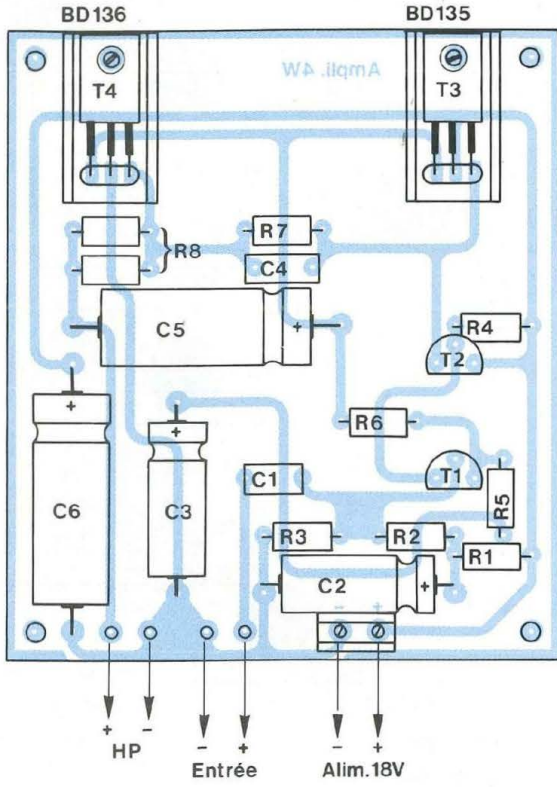 BD136 BD135
Ampli. 4W
T4 T3
R8 R7
C4
C5 +
R4
T2
+ + R6
C1 T1
C6 C3 R5
R3 R2
R1
C2 +
- +
+ - - + - +
HP Entrée Alim.18V